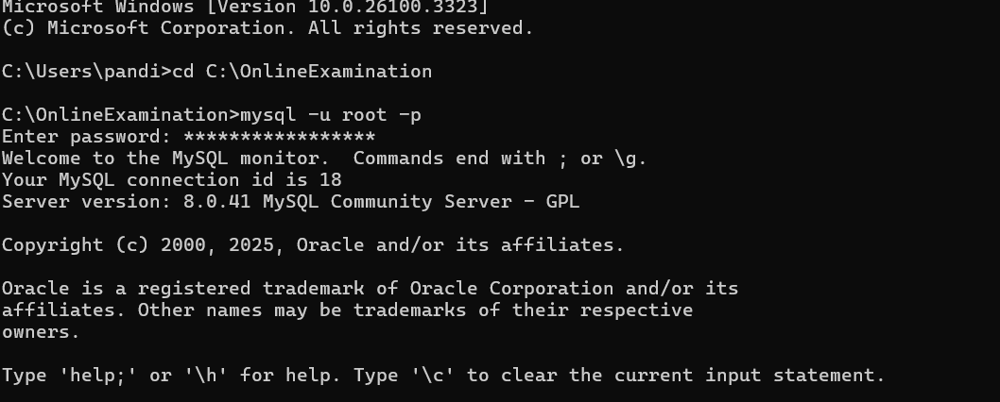 Microsoft Windows [Version 10.0.26100.3323]
(c) Microsoft Corporation. All rights reserved.
C:\Users\pandi>cd C:\OnlineExamination
C:\OnlineExamination>mysql -u root -p
Enter password: *****************
Welcome to the MySQL monitor.  Commands end with ; or \g.
Your MySQL connection id is 18
Server version: 8.0.41 MySQL Community Server - GPL
Copyright (c) 2000, 2025, Oracle and/or its affiliates.
Oracle is a registered trademark of Oracle Corporation and/or its
affiliates. Other names may be trademarks of their respective
owners.
Type 'help;' or '\h' for help. Type '\c' to clear the current input statement.